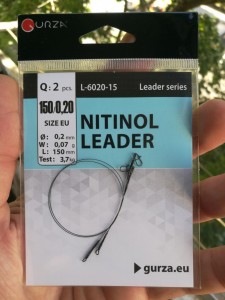 GURZA
Q: 2 pcs.
L-6020-15
Leader series
150/0,20
SIZE EU
Ø: 0,2 mm
W: 0,07 g
L: 150 mm
Test: 3,7 kg
NITINOL
LEADER
gurza.eu